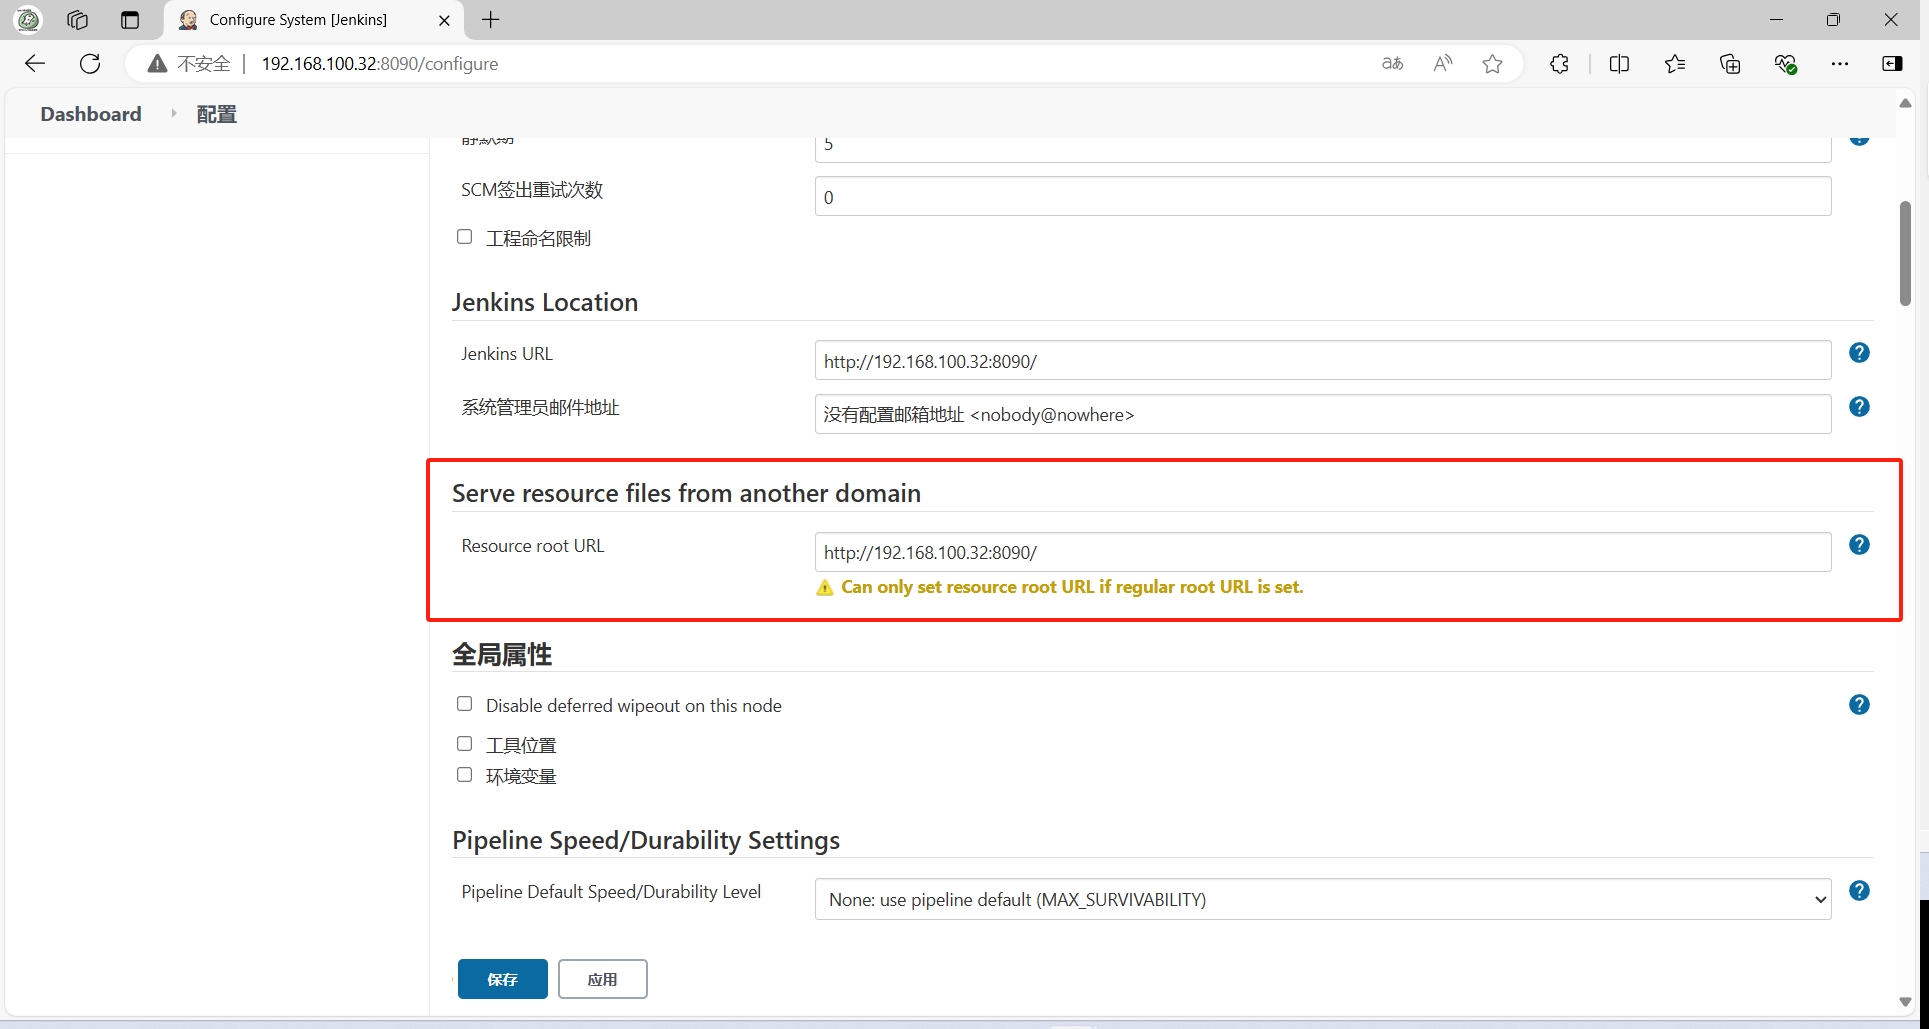 Configure System [Jenkins]
不安全 192.168.100.32:8090/configure
Dashboard 配置
静默期 5
SCM签出重试次数 0
工程命名限制
Jenkins Location
Jenkins URL http://192.168.100.32:8090/
系统管理员邮件地址 没有配置邮箱地址 <nobody@nowhere>
Serve resource files from another domain
Resource root URL http://192.168.100.32:8090/
Can only set resource root URL if regular root URL is set.
全局属性
Disable deferred wipeout on this node
工具位置
环境变量
Pipeline Speed/Durability Settings
Pipeline Default Speed/Durability Level None: use pipeline default (MAX_SURVIVABILITY)
保存 应用